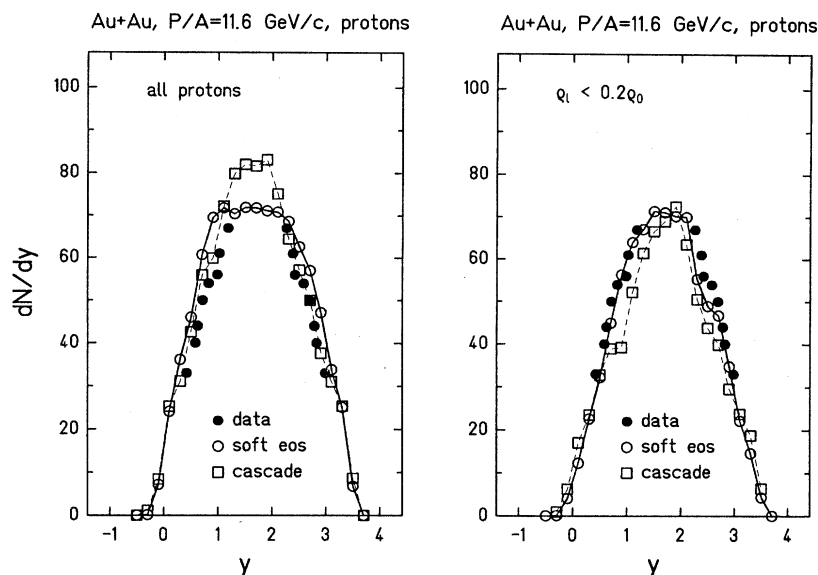 Au+Au, P/A=11.6 GeV/c, protons
all protons
100
80
60
40
20
0
dN/dy
data
soft eos
cascade
-1 0 1 2 3 4
y
Au+Au, P/A=11.6 GeV/c, protons
ϱl < 0.2ϱ0
100
80
60
40
20
0
data
soft eos
cascade
-1 0 1 2 3 4
y